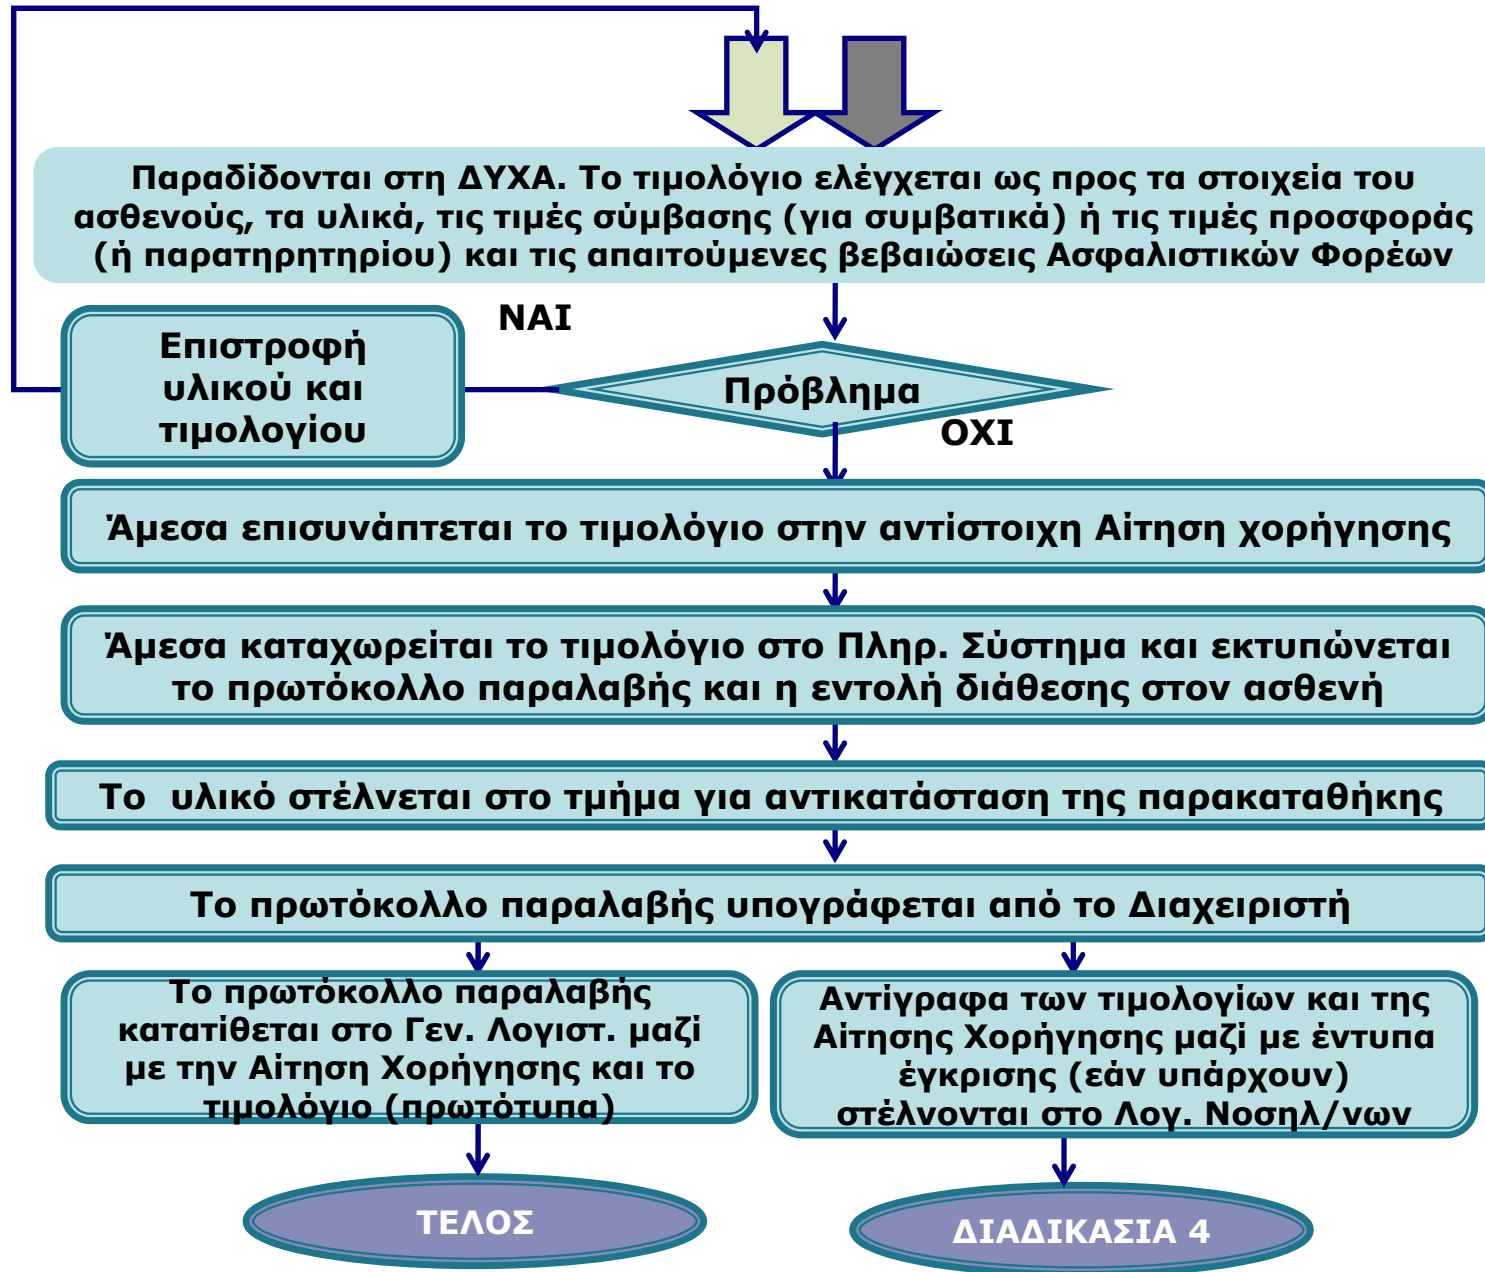 Παραδίδονται στη ΔΥΧΑ. Το τιμολόγιο ελέγχεται ως προς τα στοιχεία του
ασθενούς, τα υλικά, τις τιμές σύμβασης (για συμβατικά) ή τις τιμές προσφοράς
(ή παρατηρητηρίου) και τις απαιτούμενες βεβαιώσεις Ασφαλιστικών Φορέων
ΝΑΙ
Επιστροφή
υλικού και
τιμολογίου
Πρόβλημα
ΟΧΙ
Άμεσα επισυνάπτεται το τιμολόγιο στην αντίστοιχη Αίτηση χορήγησης
Άμεσα καταχωρείται το τιμολόγιο στο Πληρ. Σύστημα και εκτυπώνεται
το πρωτόκολλο παραλαβής και η εντολή διάθεσης στον ασθενή
Το υλικό στέλνεται στο τμήμα για αντικατάσταση της παρακαταθήκης
Το πρωτόκολλο παραλαβής υπογράφεται από το Διαχειριστή
Το πρωτόκολλο παραλαβής
κατατίθεται στο Γεν. Λογιστ. μαζί
με την Αίτηση Χορήγησης και το
τιμολόγιο (πρωτότυπα)
Αντίγραφα των τιμολογίων και της
Αίτησης Χορήγησης μαζί με έντυπα
έγκρισης (εάν υπάρχουν)
στέλνονται στο Λογ. Νοσηλ/νων
ΤΕΛΟΣ
ΔΙΑΔΙΚΑΣΙΑ 4